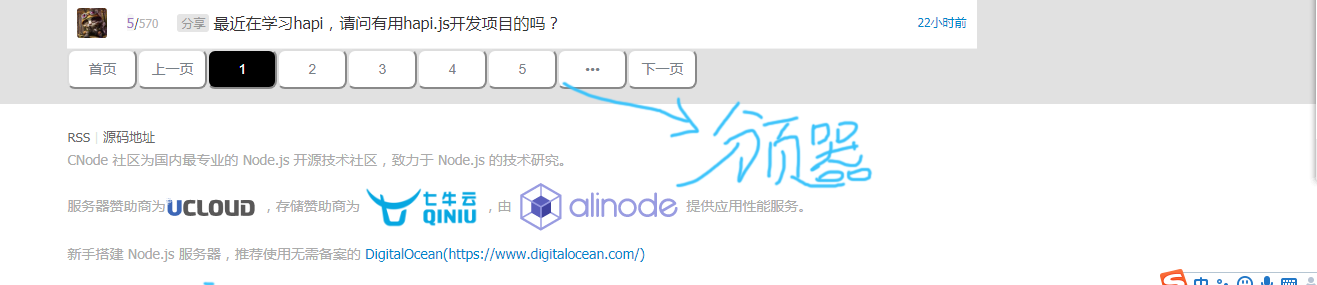 5/570 分享 最近在学习hapi，请问有用hapi.js开发项目的吗？ 22小时前
首页 上一页 1 2 3 4 5 ••• 下一页
分页器
RSS | 源码地址
CNode 社区为国内最专业的 Node.js 开源技术社区，致力于 Node.js 的技术研究。
服务器赞助商为 UCLOUD ，存储赞助商为 七牛云 QINIU ，由 alinode 提供应用性能服务。
新手搭建 Node.js 服务器，推荐使用无需备案的 DigitalOcean(https://www.digitalocean.com/)
S 中